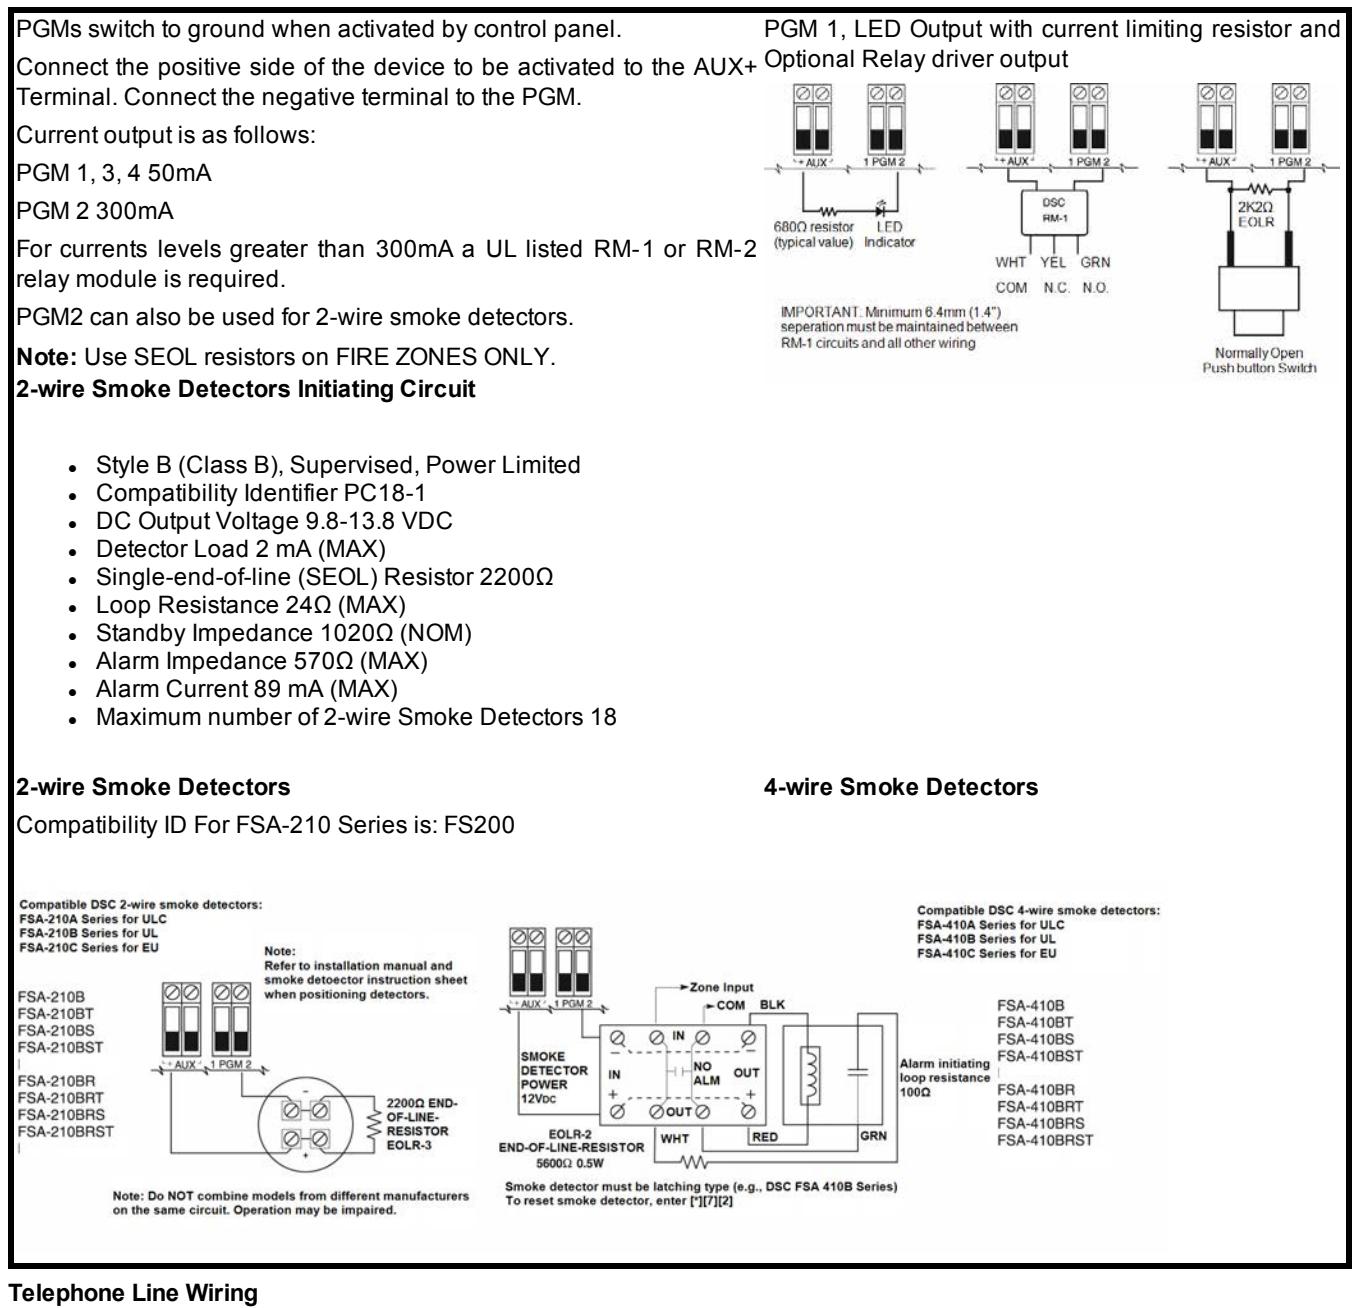 PGMs switch to ground when activated by control panel.
Connect the positive side of the device to be activated to the AUX+
Terminal. Connect the negative terminal to the PGM.
Current output is as follows:
PGM 1, 3, 4 50mA
PGM 2 300mA
For currents levels greater than 300mA a UL listed RM-1 or RM-2
relay module is required.
PGM2 can also be used for 2-wire smoke detectors.
Note: Use SEOL resistors on FIRE ZONES ONLY.
PGM 1, LED Output with current limiting resistor and
Optional Relay driver output
+ AUX -
1 PGM 2
680Ω resistor
(typical value)
LED
Indicator
+ AUX -
1 PGM 2
DSC
RM-1
WHT YEL GRN
COM N.C. N.O.
IMPORTANT: Minimum 6.4mm (1.4")
seperation must be maintained between
RM-1 circuits and all other wiring
+ AUX -
1 PGM 2
2K2Ω
EOLR
Normally Open
Push button Switch
2-wire Smoke Detectors Initiating Circuit
• Style B (Class B), Supervised, Power Limited
• Compatibility Identifier PC18-1
• DC Output Voltage 9.8-13.8 VDC
• Detector Load 2 mA (MAX)
• Single-end-of-line (SEOL) Resistor 2200Ω
• Loop Resistance 24Ω (MAX)
• Standby Impedance 1020Ω (NOM)
• Alarm Impedance 570Ω (MAX)
• Alarm Current 89 mA (MAX)
• Maximum number of 2-wire Smoke Detectors 18
2-wire Smoke Detectors
Compatibility ID For FSA-210 Series is: FS200
Compatible DSC 2-wire smoke detectors:
FSA-210A Series for ULC
FSA-210B Series for UL
FSA-210C Series for EU
Note:
Refer to installation manual and
smoke detoector instruction sheet
when positioning detectors.
FSA-210B
FSA-210BT
FSA-210BS
FSA-210BST
FSA-210BR
FSA-210BRT
FSA-210BRS
FSA-210BRST
+ AUX -
1 PGM 2
-
+
2200Ω END-
OF-LINE-
RESISTOR
EOLR-3
Note: Do NOT combine models from different manufacturers
on the same circuit. Operation may be impaired.
4-wire Smoke Detectors
Compatible DSC 4-wire smoke detectors:
FSA-410A Series for ULC
FSA-410B Series for UL
FSA-410C Series for EU
+ AUX -
1 PGM 2
Zone Input
COM
BLK
SMOKE
DETECTOR
POWER
12VDC
IN
-
-
IN
NO
ALM
OUT
+
+
OUT
Alarm initiating
loop resistance
100Ω
EOLR-2
END-OF-LINE-RESISTOR
5600Ω 0.5W
WHT
RED
GRN
Smoke detector must be latching type (e.g., DSC FSA 410B Series)
To reset smoke detector, enter [*][7][2]
FSA-410B
FSA-410BT
FSA-410BS
FSA-410BST
FSA-410BR
FSA-410BRT
FSA-410BRS
FSA-410BRST
Telephone Line Wiring